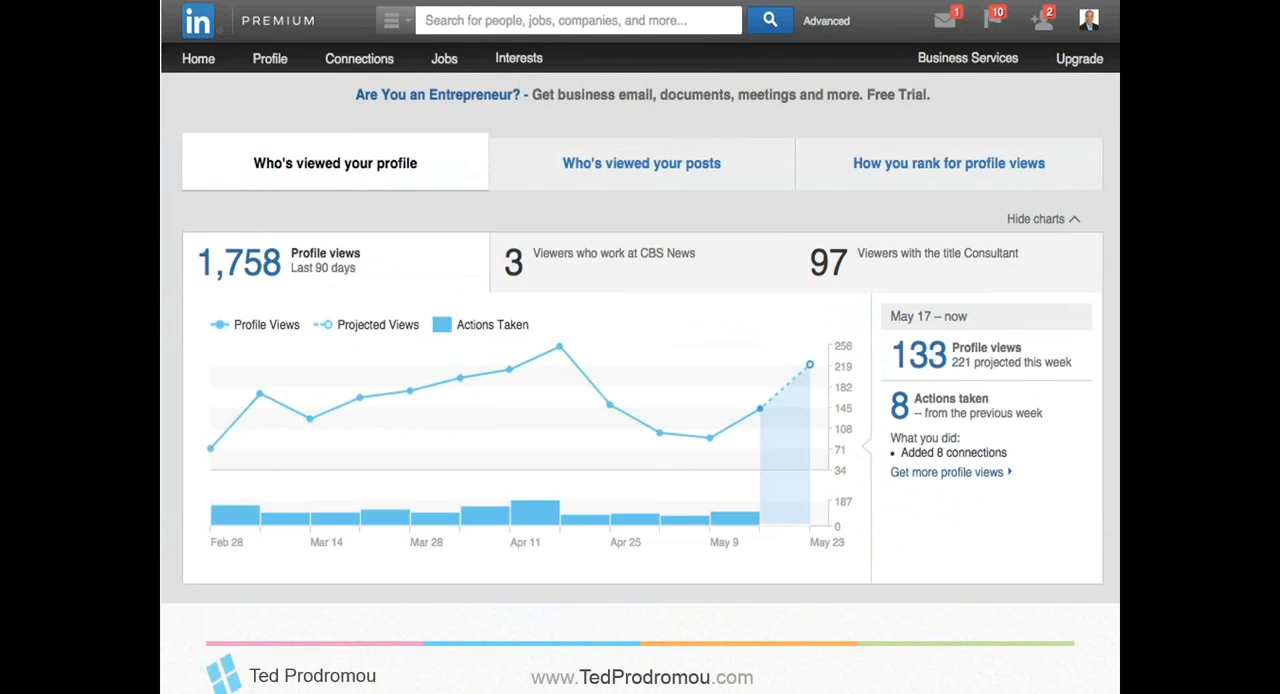 in PREMIUM
Search for people, jobs, companies, and more...
Advanced
1
10
2
Home Profile Connections Jobs Interests Business Services Upgrade
Are You an Entrepreneur? - Get business email, documents, meetings and more. Free Trial.
Who's viewed your profile
Who's viewed your posts
How you rank for profile views
Hide charts
1,758 Profile views
Last 90 days
3 Viewers who work at CBS News
97 Viewers with the title Consultant
Profile Views Projected Views Actions Taken
256
219
182
145
108
71
34
187
0
Feb 28 Mar 14 Mar 28 Apr 11 Apr 25 May 9 May 23
May 17 – now
133 Profile views
221 projected this week
8 Actions taken
-- from the previous week
What you did:
• Added 8 connections
Get more profile views
Ted Prodromou
www.TedProdromou.com